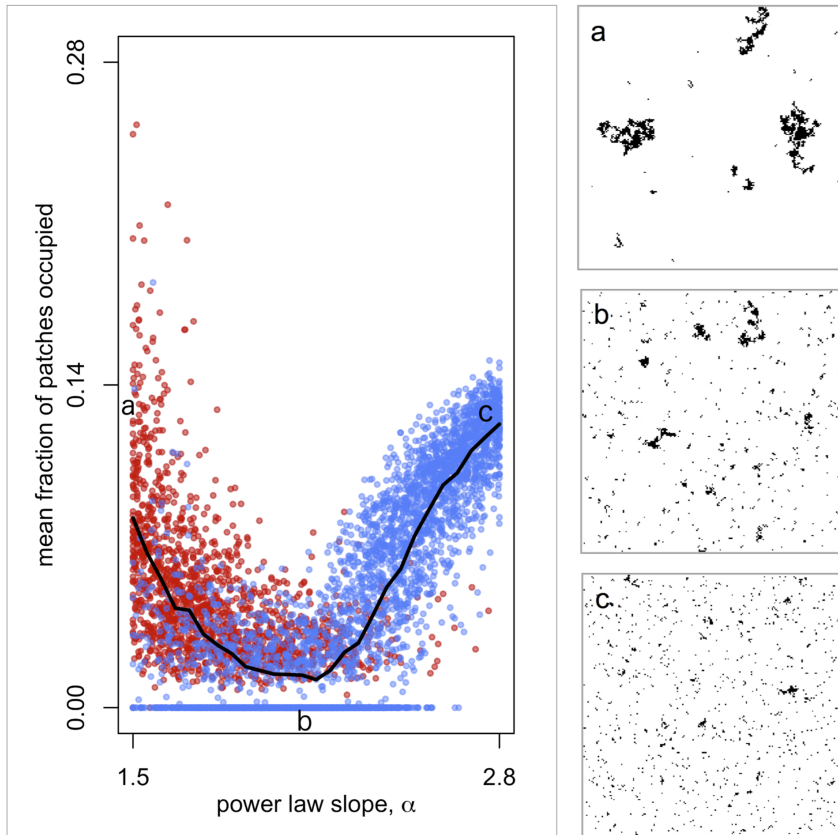 0.28
0.14
0.00
mean fraction of patches occupied
a
b
c
1.5
2.8
power law slope, α
a
b
c